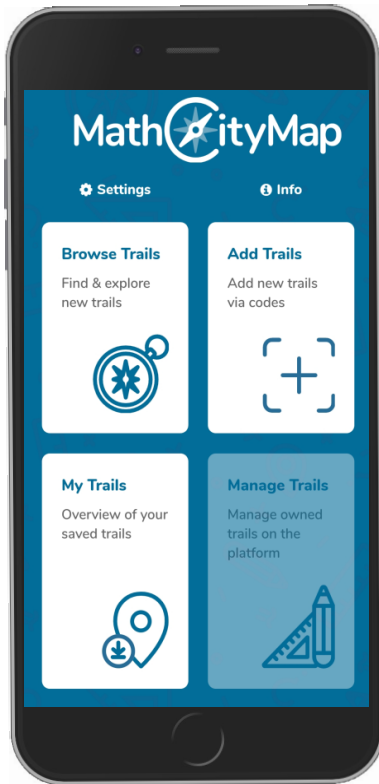 MathCityMap
Settings
Info
Browse Trails
Find & explore
new trails
Add Trails
Add new trails
via codes
My Trails
Overview of your
saved trails
Manage Trails
Manage owned
trails on the
platform